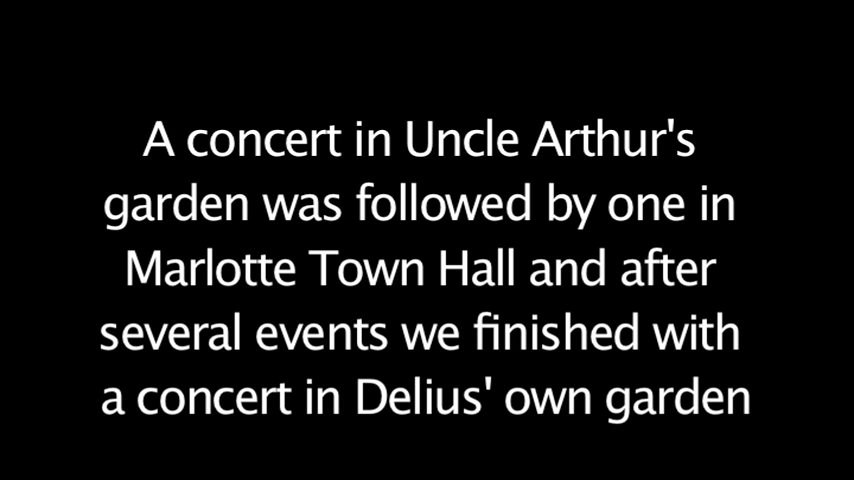 A concert in Uncle Arthur's
garden was followed by one in
Marlotte Town Hall and after
several events we finished with
a concert in Delius' own garden